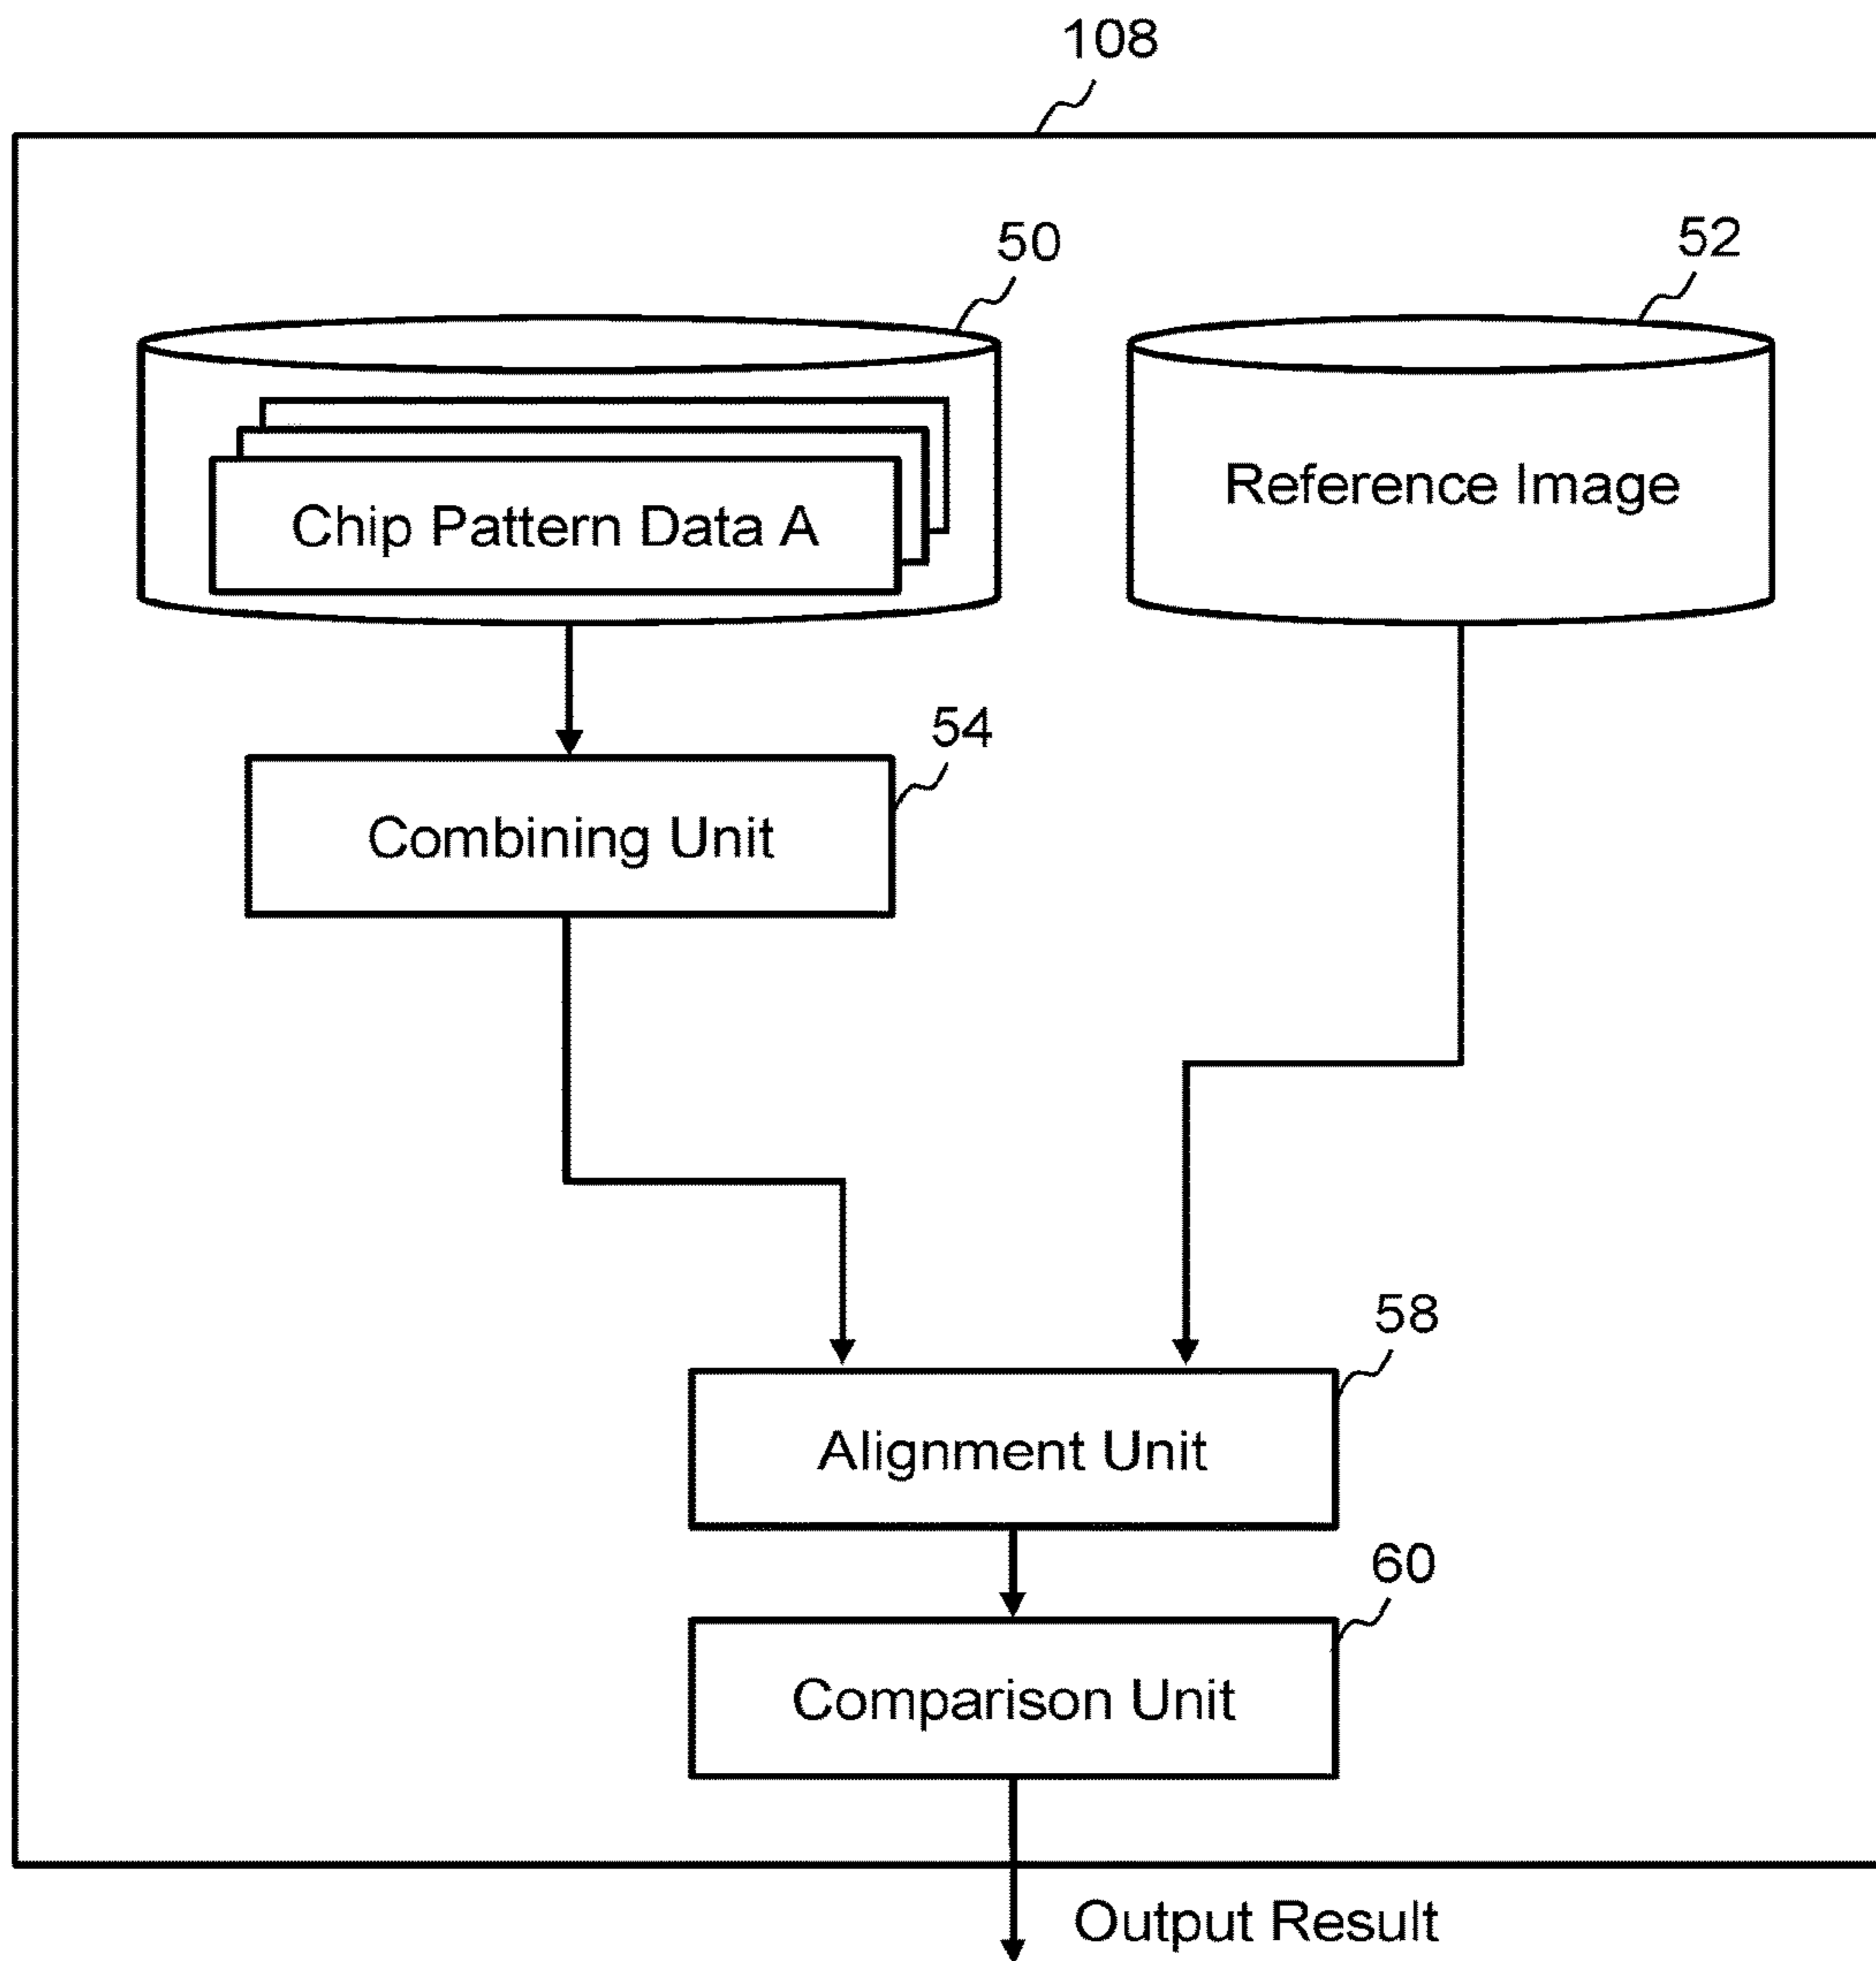 108
50
52
Chip Pattern Data A
Reference Image
54
Combining Unit
58
Alignment Unit
60
Comparison Unit
Output Result